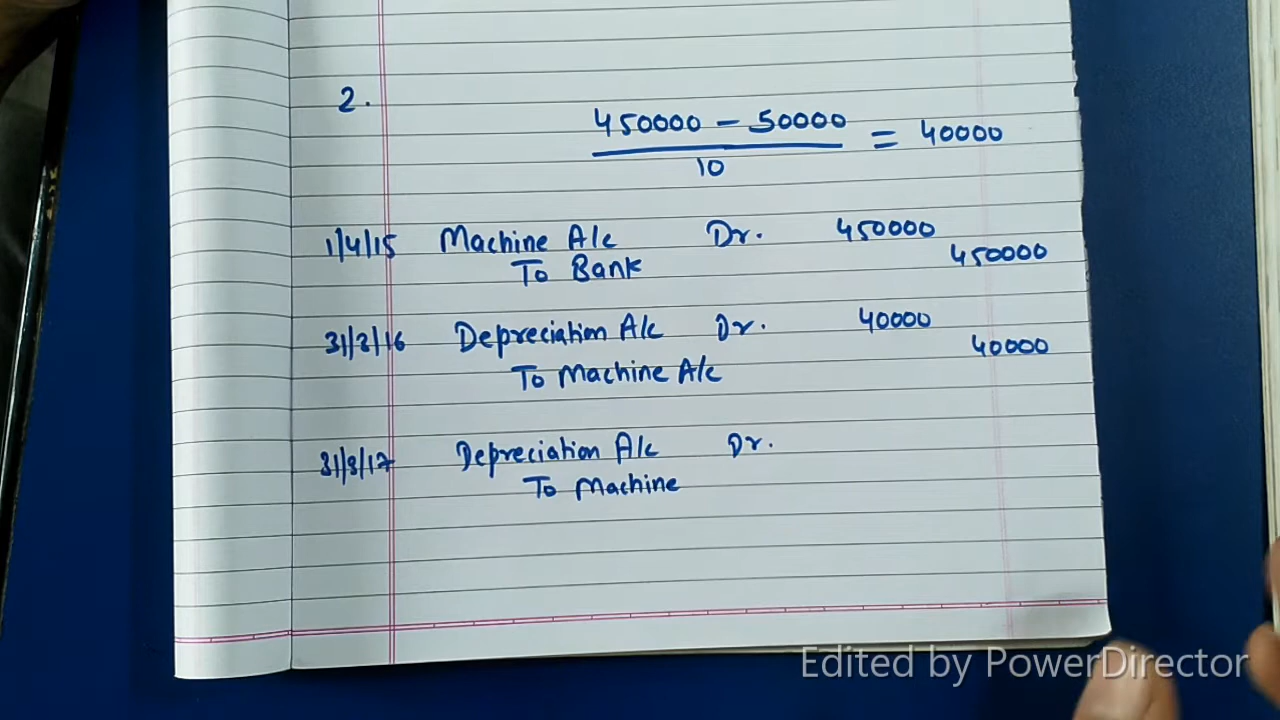 2.
450000 - 50000
10
= 40000
1/4/15 Machine A/c Dr. 450000
To Bank 450000
31/3/16 Depreciation A/c Dr. 40000
To Machine A/c 40000
31/3/17 Depreciation A/c Dr.
To Machine
Edited by PowerDirector